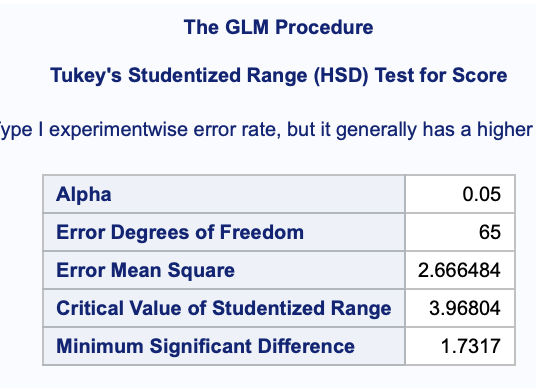 The GLM Procedure
Tukey's Studentized Range (HSD) Test for Score
ype I experimentwise error rate, but it generally has a higher
Alpha 0.05
Error Degrees of Freedom 65
Error Mean Square 2.666484
Critical Value of Studentized Range 3.96804
Minimum Significant Difference 1.7317